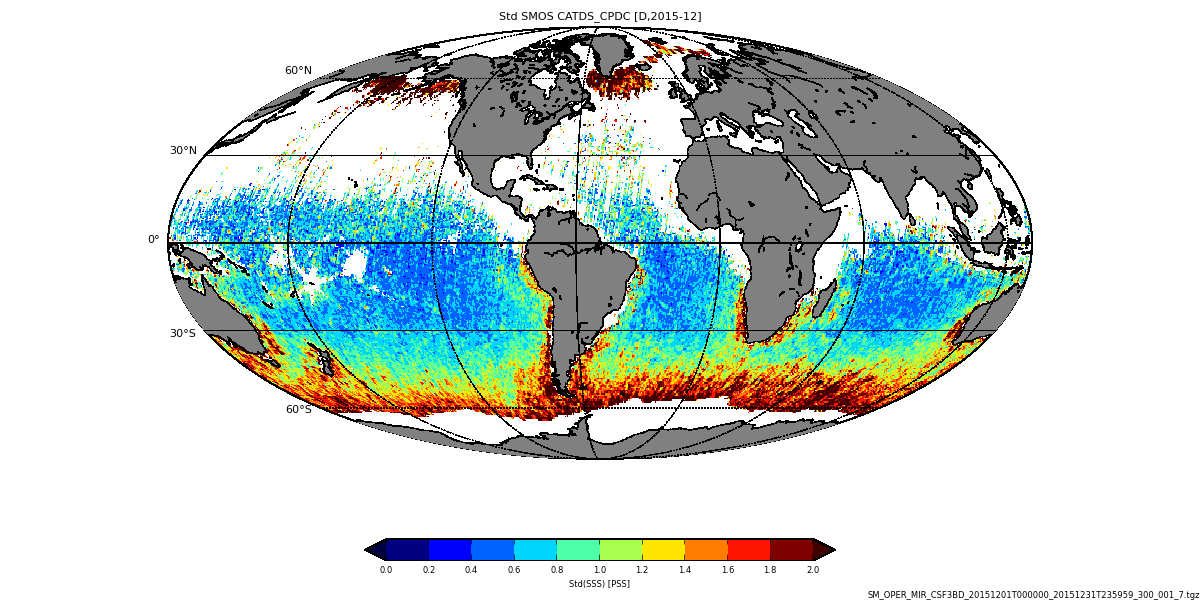 Std SMOS CATDS_CPDC [D,2015-12]
60°N
30°N
0°
30°S
60°S
0.0 0.2 0.4 0.6 0.8 1.0 1.2 1.4 1.6 1.8 2.0
Std(SSS) [PSS]
SM_OPER_MIR_CSF3BD_20151201T000000_20151231T235959_300_001_7.tgz